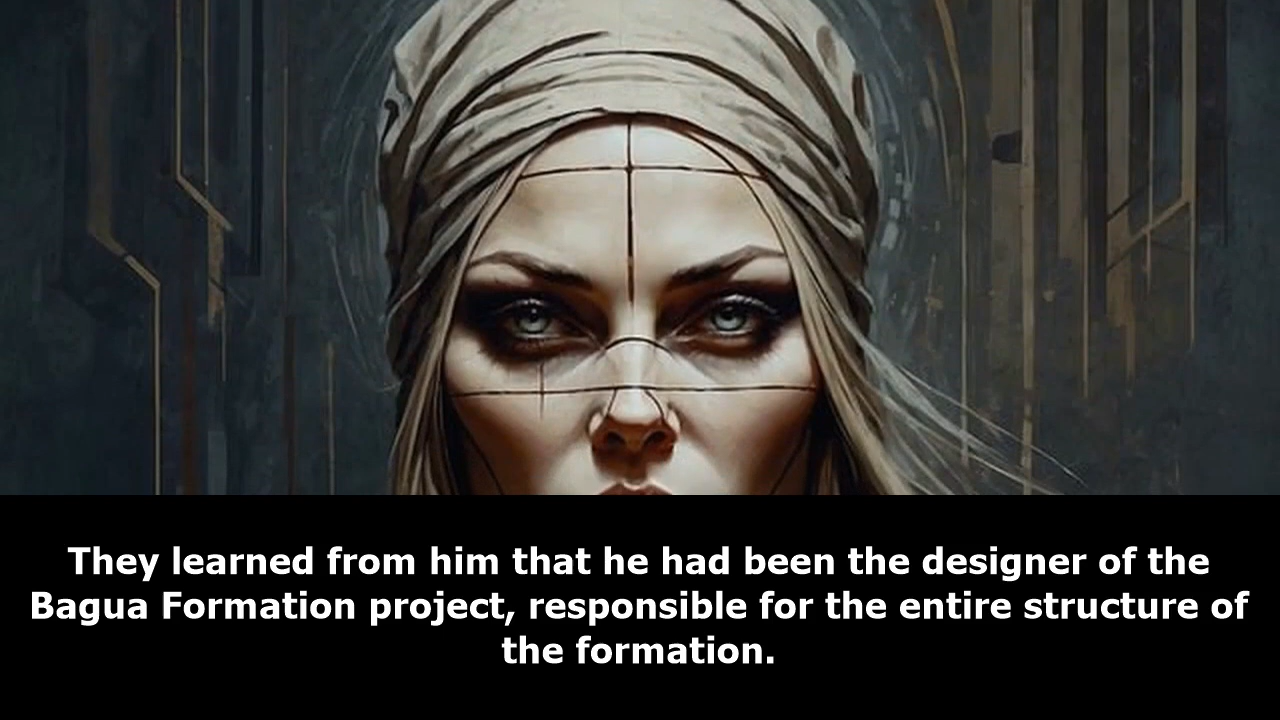 They learned from him that he had been the designer of the
Bagua Formation project, responsible for the entire structure of
the formation.